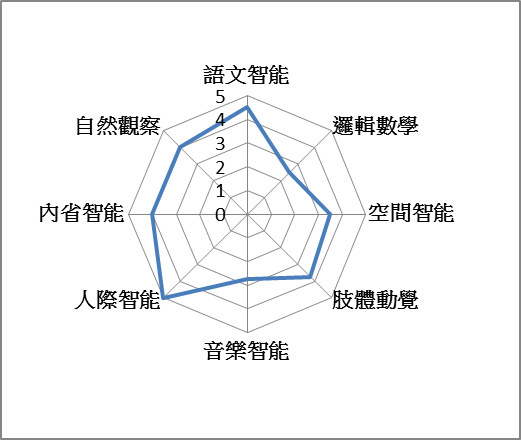 語文智能
5
自然觀察
4
邏輯數學
3
2
1
內省智能
0
空間智能
人際智能
肢體動覺
音樂智能